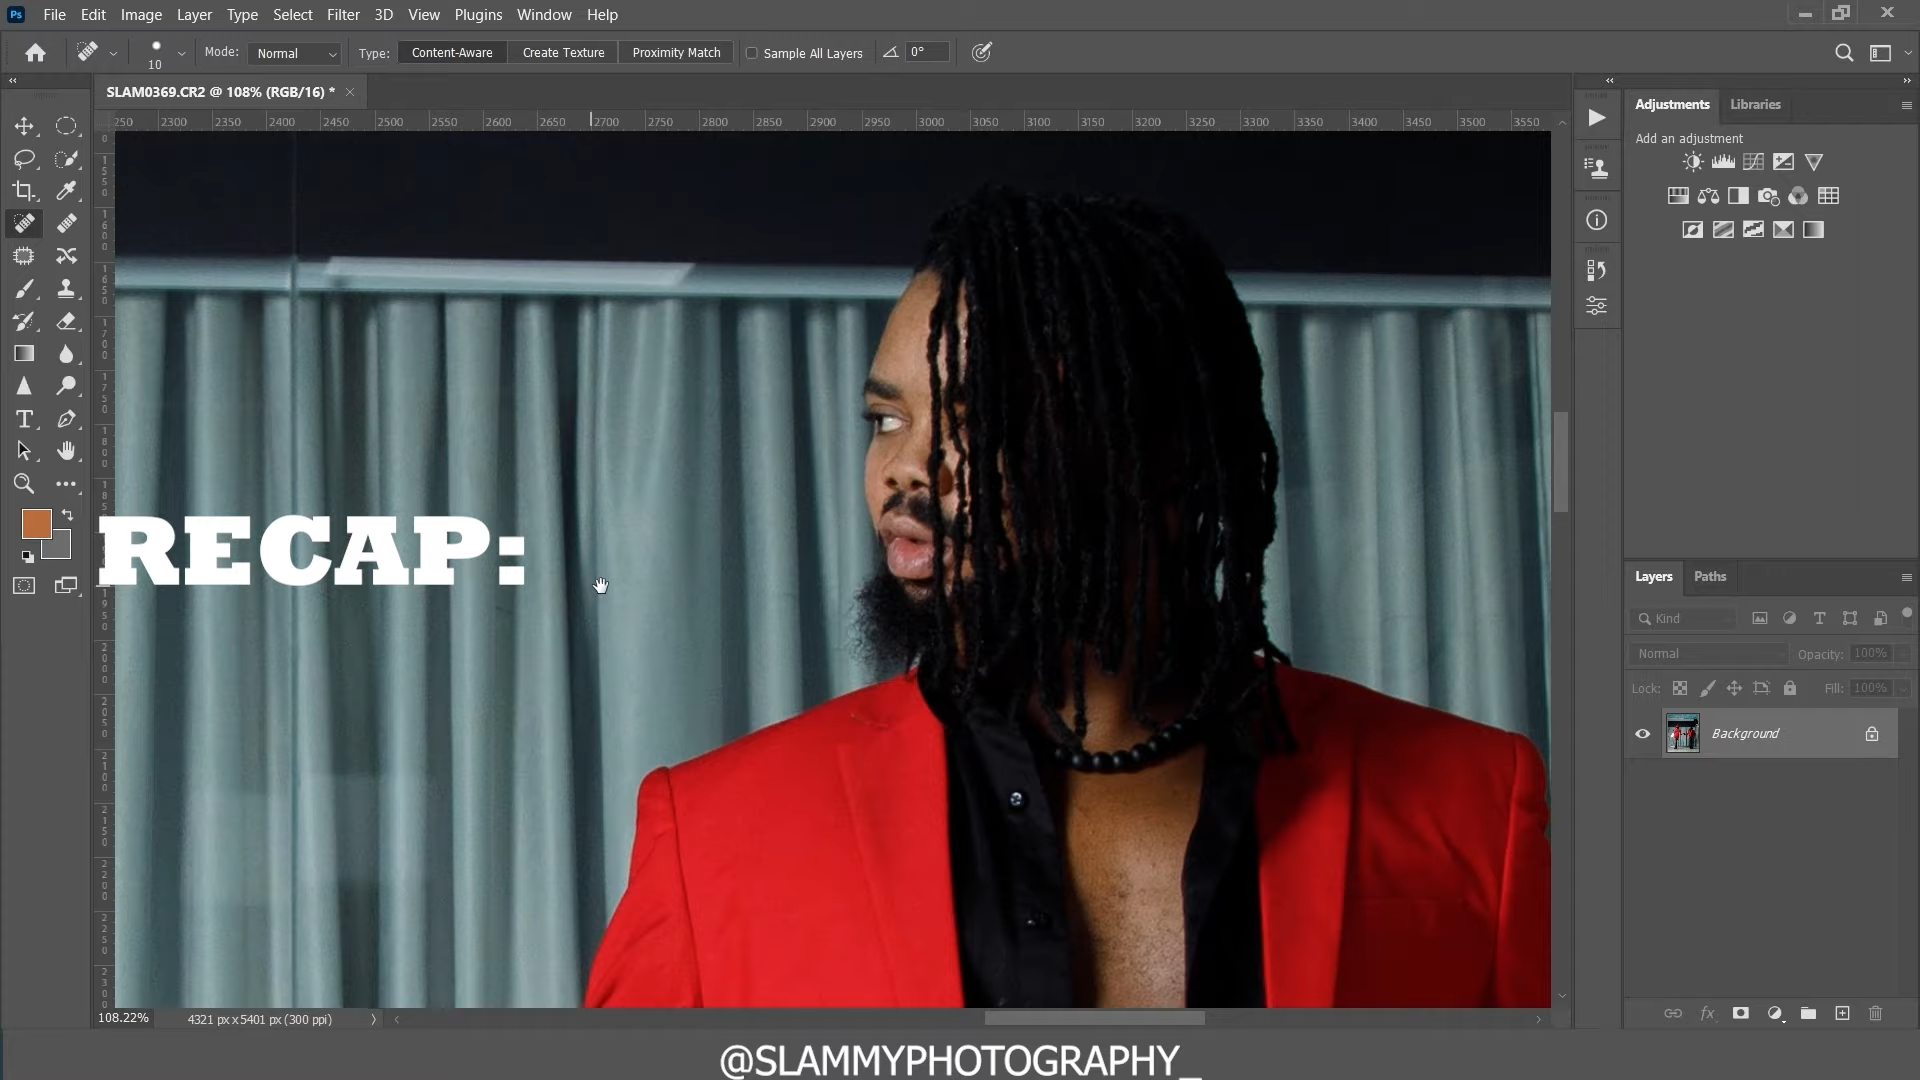 Ps File Edit Image Layer Type Select Filter 3D View Plugins Window Help
10 Mode: Normal Type: Content-Aware Create Texture Proximity Match Sample All Layers 0°
SLAM0369.CR2 @ 108% (RGB/16) *
250 2300 2350 2400 2450 2500 2550 2600 2650 2700 2750 2800 2850 2900 2950 3000 3050 3100 3150 3200 3250 3300 3350 3400 3450 3500 3550
Adjustments Libraries
Add an adjustment
RECAP:
Layers Paths
Kind
Normal Opacity: 100%
Lock: Fill: 100%
Background
108.22% 4321 px x 5401 px (300 ppi)
@SLAMMYPHOTOGRAPHY_